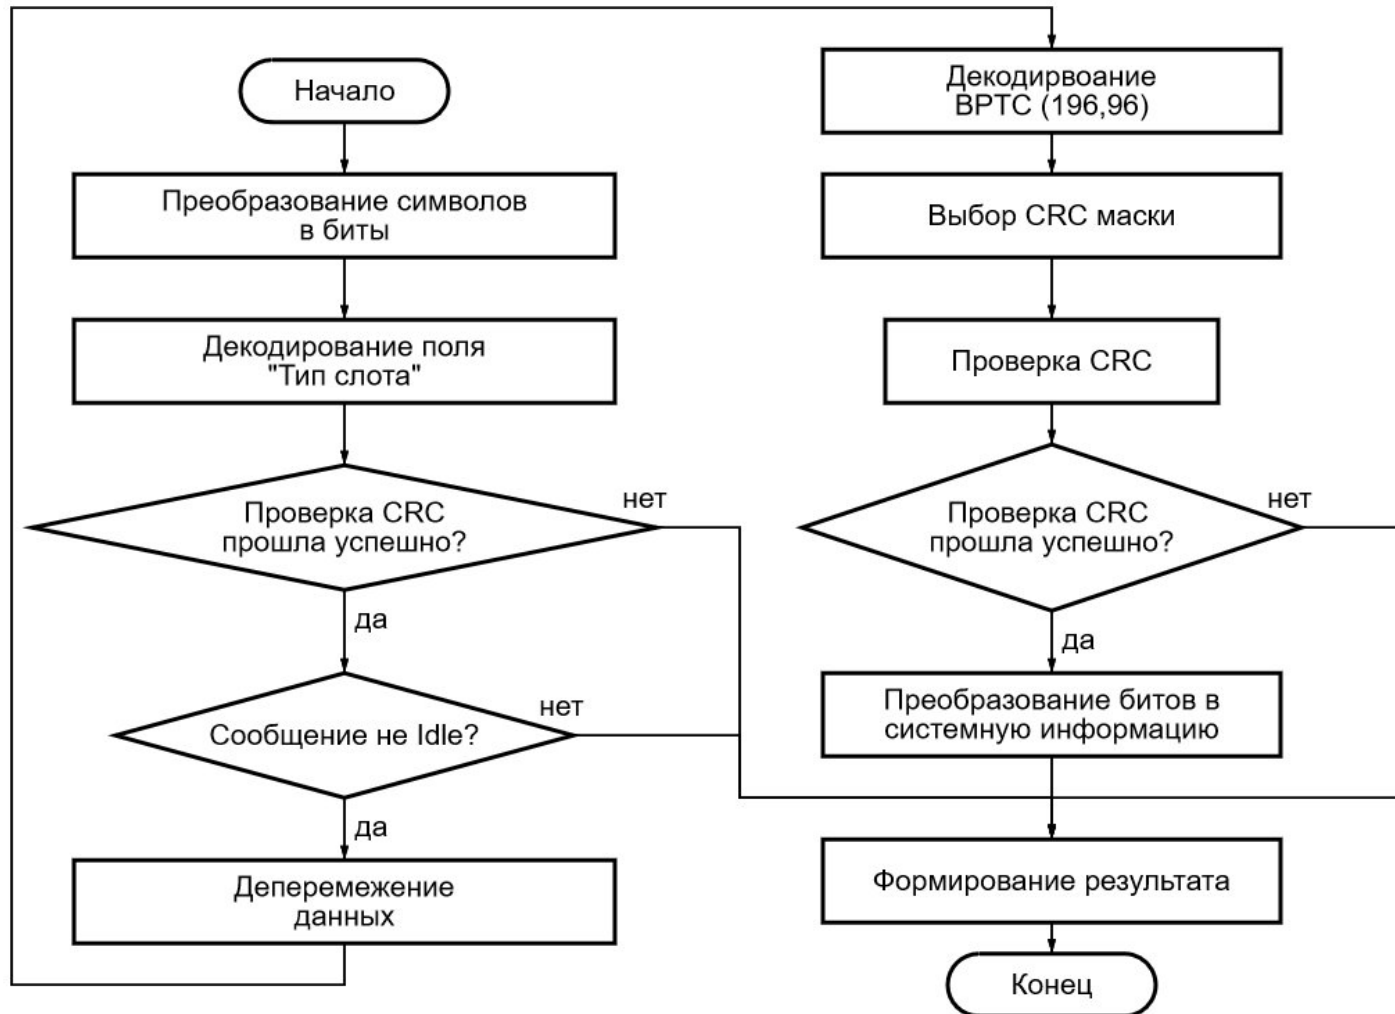 Начало
Преобразование символов
в биты
Декодирование поля
"Тип слота"
Проверка CRC
прошла успешно?
нет
да
Сообщение не Idle?
нет
да
Деперемежение
данных
Декодирвоание
BPTC (196,96)
Выбор CRC маски
Проверка CRC
Проверка CRC
прошла успешно?
нет
да
Преобразование битов в
системную информацию
Формирование результата
Конец